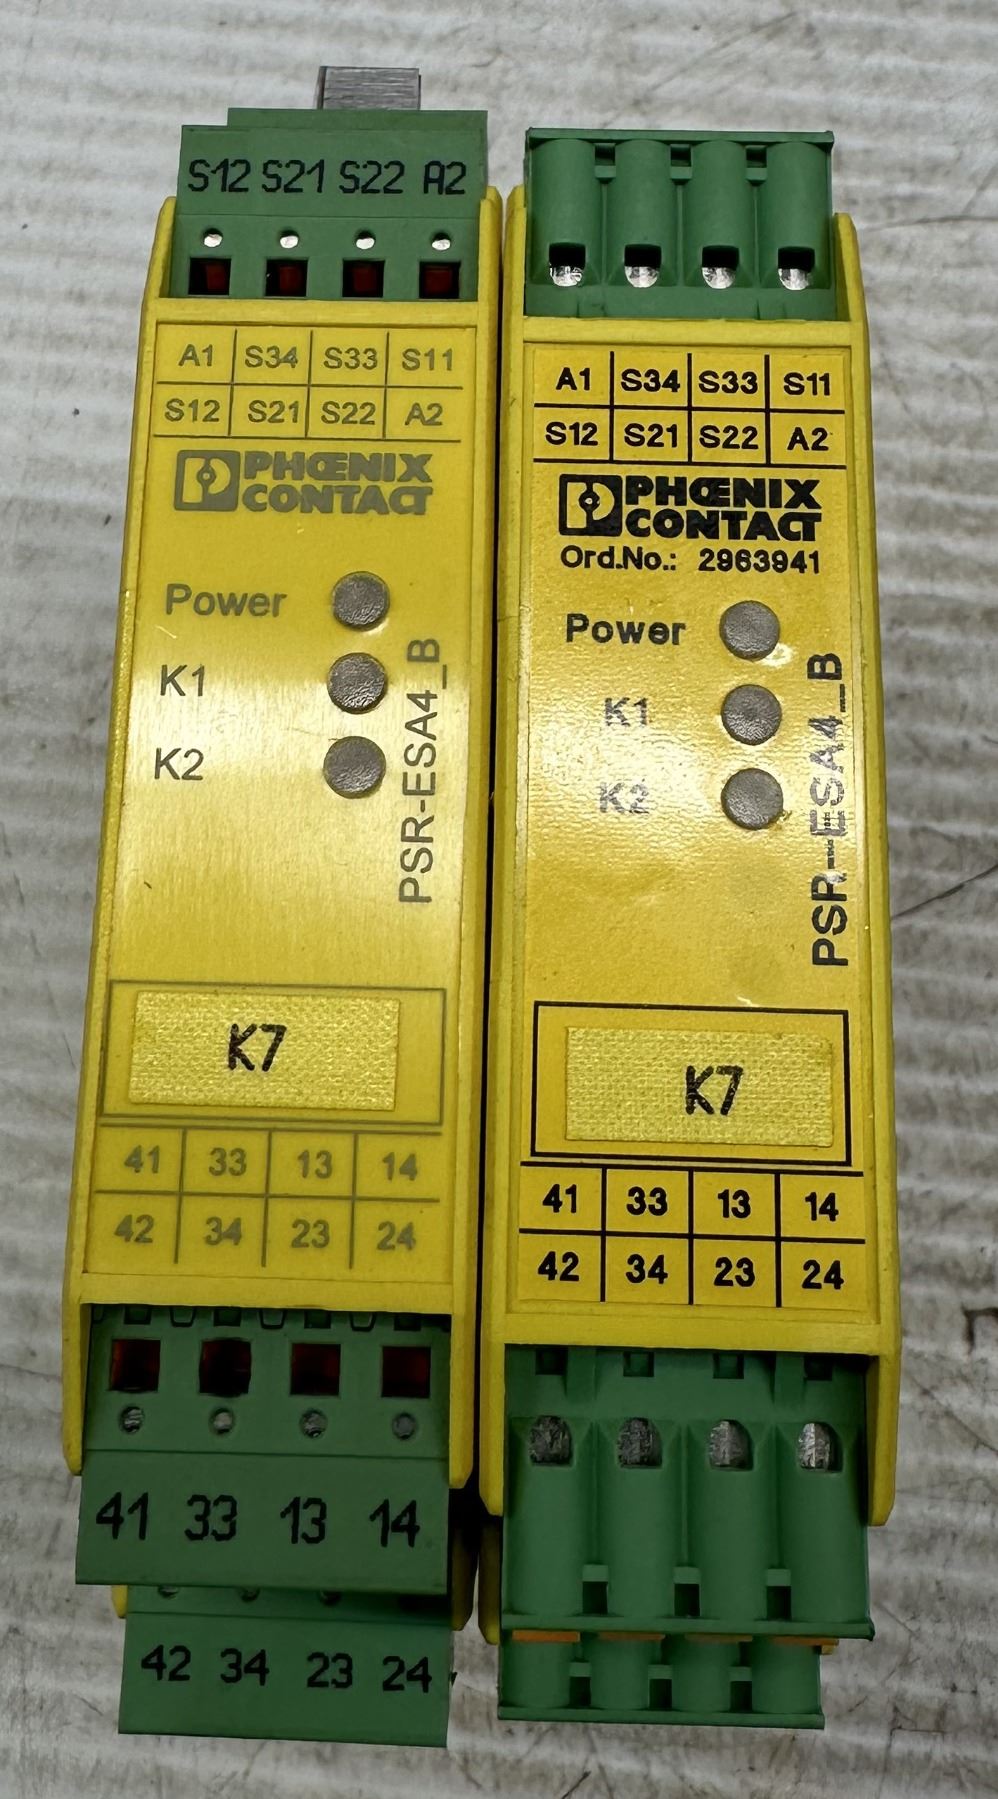 S12 S21 S22 A2
A1 S34 S33 S11
S12 S21 S22 A2
PHŒNIX
CONTACT
Power
K1
K2
PSR-ESA4_B
K7
41 33 13 14
42 34 23 24
41 33 13 14
42 34 23 24
A1 S34 S33 S11
S12 S21 S22 A2
PHŒNIX
CONTACT
Ord.No.: 2963941
Power
K1
K2
PSR-ESA4_B
K7
41 33 13 14
42 34 23 24